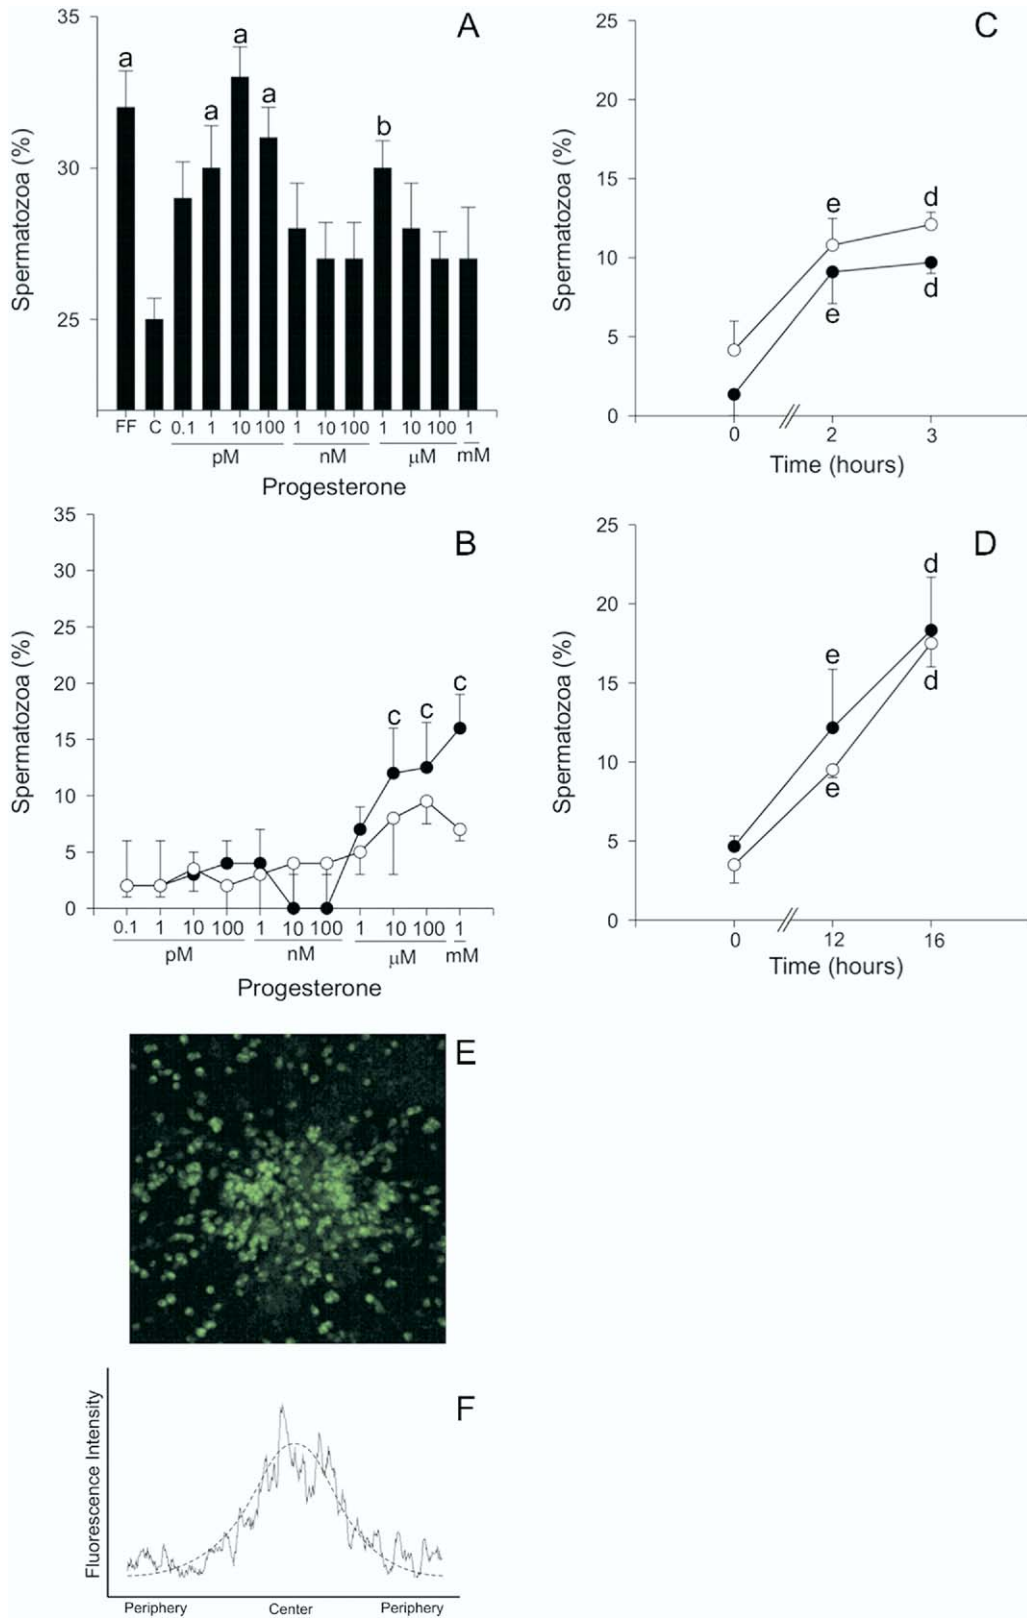 A
35
30
25
Spermatozoa (%)
a
a
a
a
b
FF C 0.1 1 10 100 1 10 100 1 10 100 1
pM nM μM mM
Progesterone
C
25
20
15
10
5
0
Spermatozoa (%)
e
d
e
d
0 2 3
Time (hours)
B
35
30
25
20
15
10
5
0
Spermatozoa (%)
c
c
c
0.1 1 10 100 1 10 100 1 10 100 1
pM nM μM mM
Progesterone
D
25
20
15
10
5
0
Spermatozoa (%)
e
d
e
d
0 12 16
Time (hours)
E
F
Fluorescence Intensity
Periphery Center Periphery